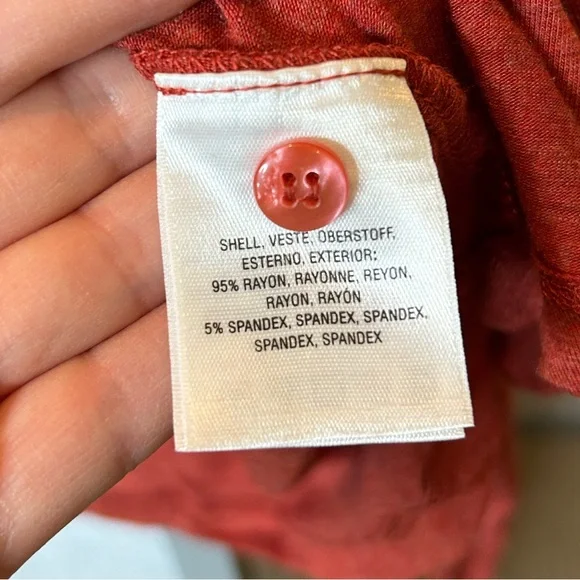 SHELL, VESTE, OBERSTOFF,
ESTERNO, EXTERIOR:
95% RAYON, RAYONNE, REYON,
RAYON, RAYÓN
5% SPANDEX, SPANDEX, SPANDEX,
SPANDEX, SPANDEX